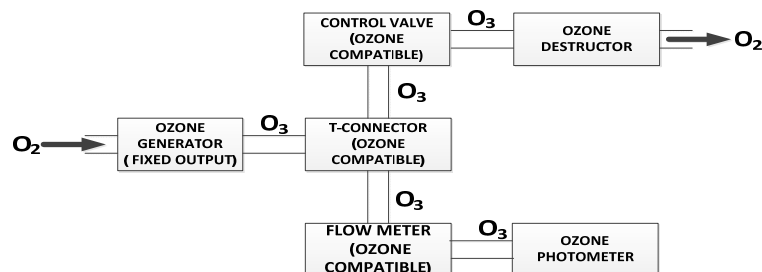 CONTROL VALVE
(OZONE
COMPATIBLE)
O₃
OZONE
DESTRUCTOR
O₂
O₃
O₂
OZONE
GENERATOR
( FIXED OUTPUT)
O₃
T-CONNECTOR
(OZONE
COMPATIBLE)
O₃
FLOW METER
(OZONE
COMPATIBLE)
O₃
OZONE
PHOTOMETER